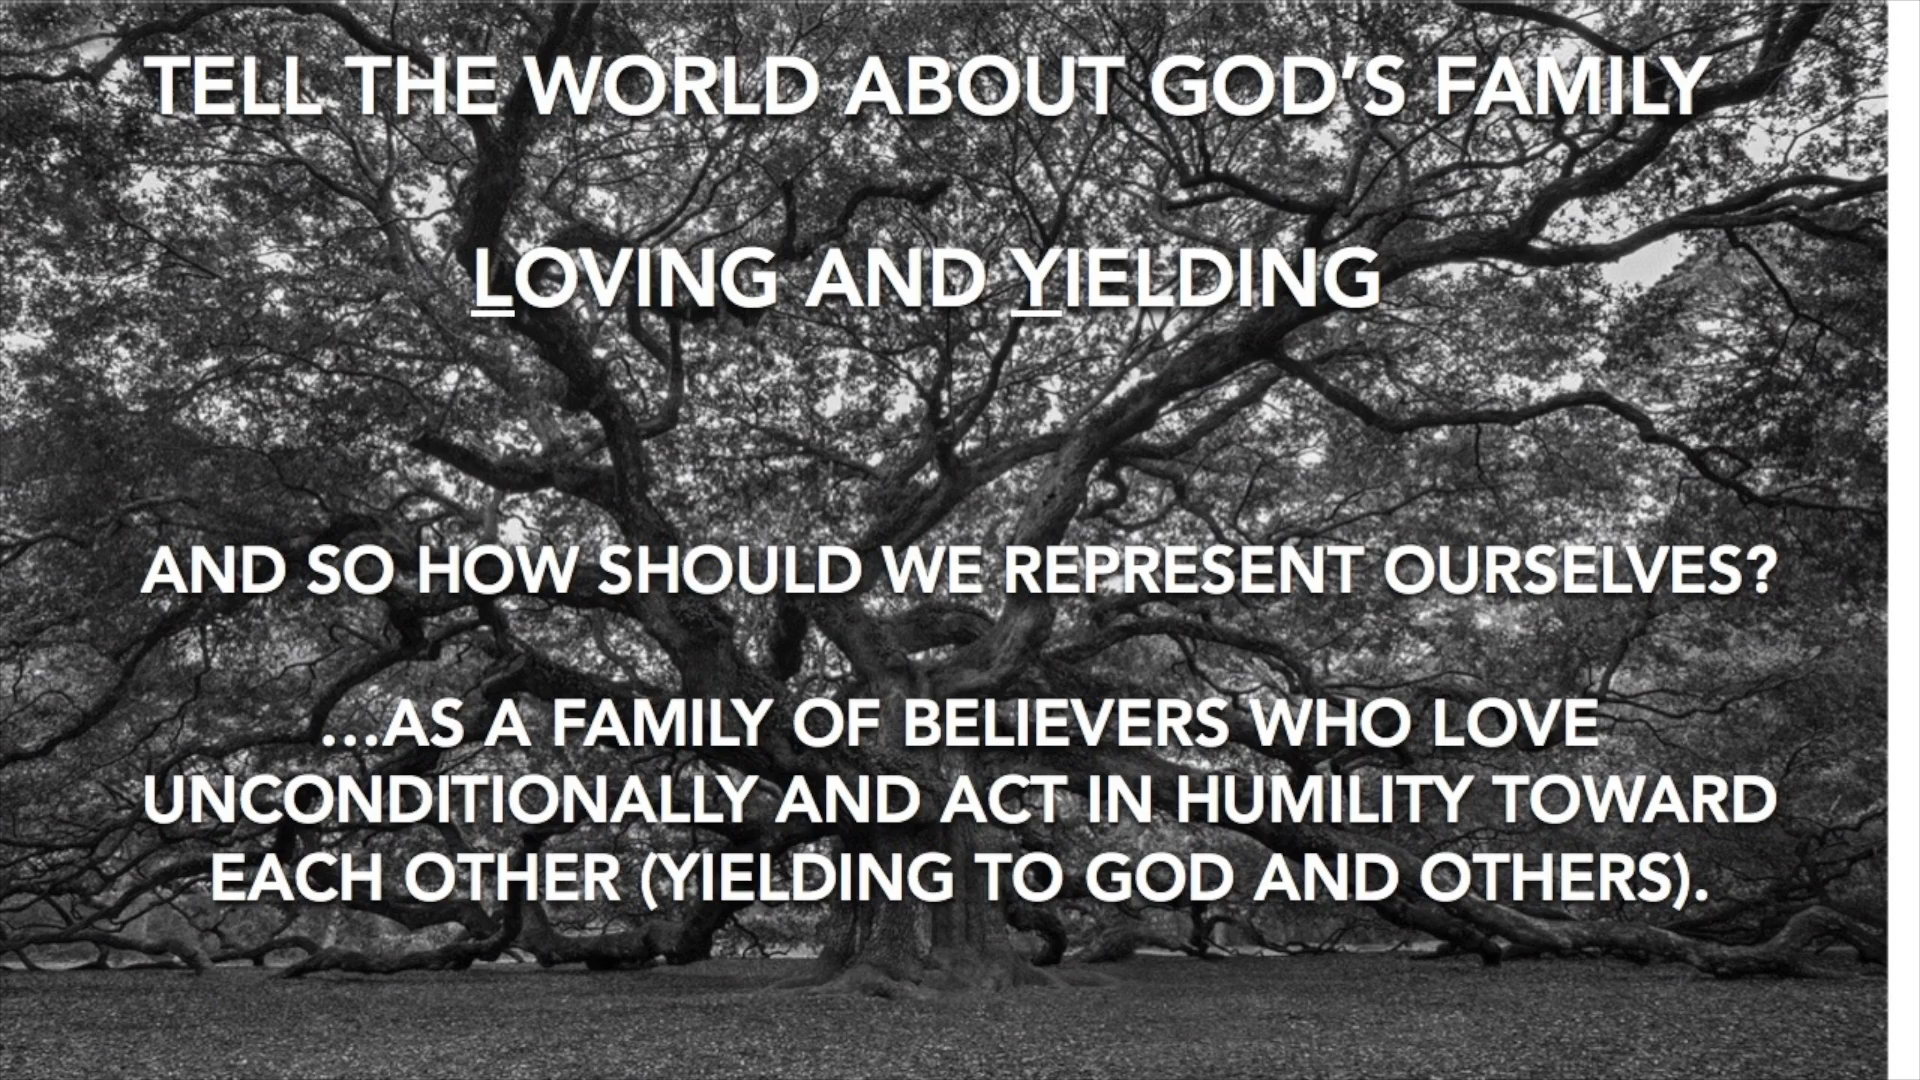 TELL THE WORLD ABOUT GOD’S FAMILY
LOVING AND YIELDING
AND SO HOW SHOULD WE REPRESENT OURSELVES?
…AS A FAMILY OF BELIEVERS WHO LOVE
UNCONDITIONALLY AND ACT IN HUMILITY TOWARD
EACH OTHER (YIELDING TO GOD AND OTHERS).